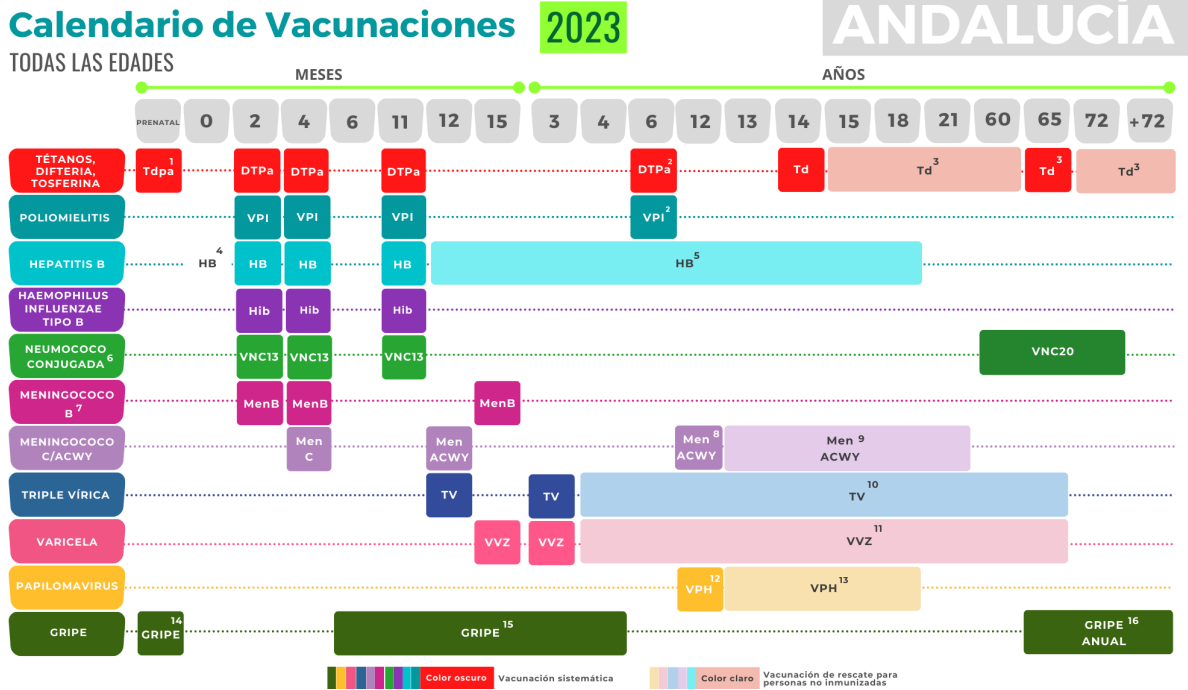 Calendario de Vacunaciones 2023
ANDALUCÍA
TODAS LAS EDADES
MESES
AÑOS
PRENATAL 0 2 4 6 11 12 15 3 4 6 12 13 14 15 18 21 60 65 72 +72
TÉTANOS,
DIFTERIA,
TOSFERINA
Tdpa 1 DTPa DTPa DTPa DTPa 2 Td Td 3 Td 3 Td 3
POLIOMIELITIS VPI VPI VPI VPI 2
HEPATITIS B HB 4 HB HB HB HB 5
HAEMOPHILUS
INFLUENZAE
TIPO B
Hib Hib Hib
NEUMOCOCO
CONJUGADA 6
VNC13 VNC13 VNC13 VNC20
MENINGOCOCO
B 7
MenB MenB MenB
MENINGOCOCO
C/ACWY
Men
C
Men
ACWY
Men 8
ACWY
Men 9
ACWY
TRIPLE VÍRICA TV TV TV 10
VARICELA VVZ VVZ VVZ 11
PAPILOMAVIRUS VPH 12 VPH 13
GRIPE GRIPE 14 GRIPE 15 GRIPE 16
ANUAL
Color oscuro Vacunación sistemática
Color claro Vacunación de rescate para
personas no inmunizadas